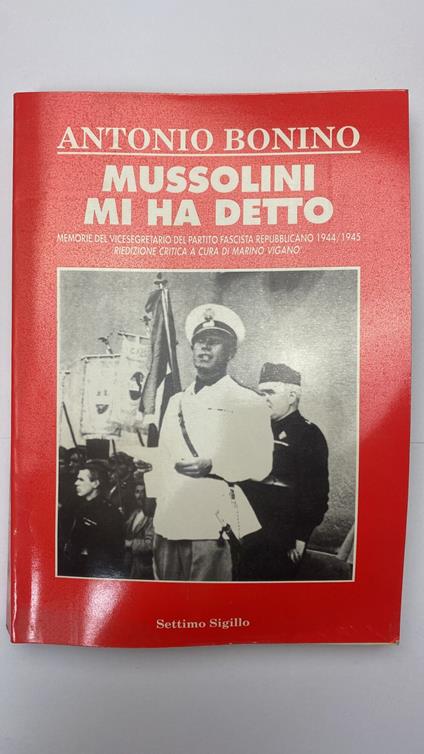 ANTONIO BONINO
MUSSOLINI
MI HA DETTO
MEMORIE DEL VICESEGRETARIO DEL PARTITO FASCISTA REPUBBLICANO 1944/1945
RIEDIZIONE CRITICA A CURA DI MARINO VIGANO'
Settimo Sigillo